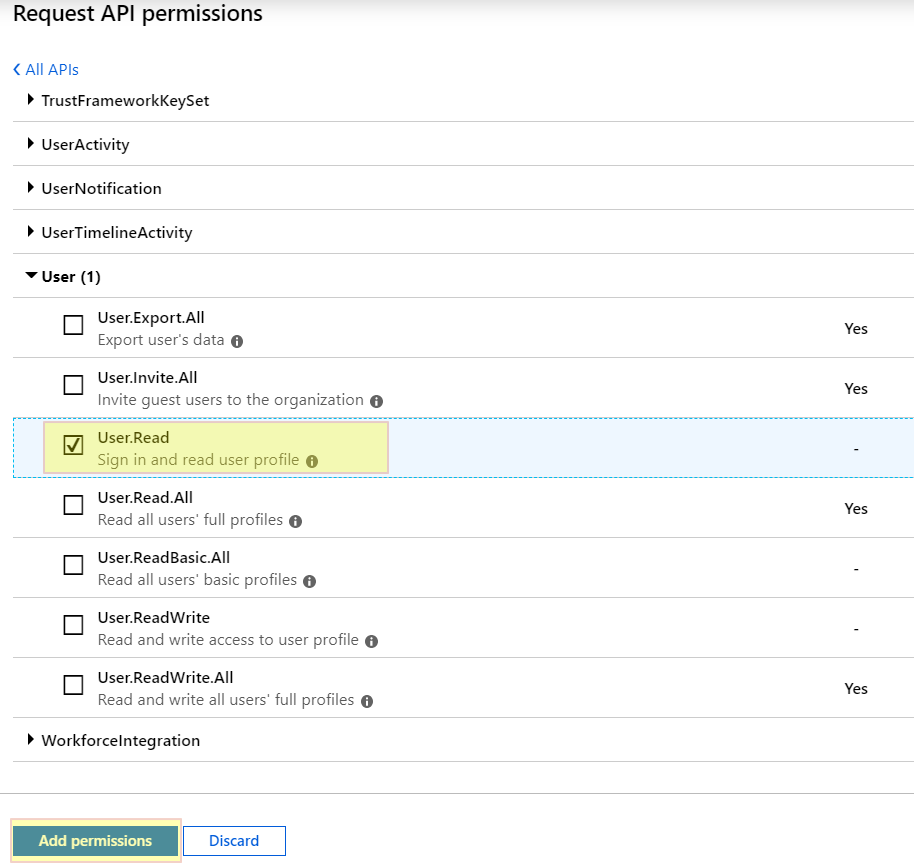 Request API permissions
All APIs
TrustFrameworkKeySet
UserActivity
UserNotification
UserTimelineActivity
User (1)
User.Export.All
Export user's data
Yes
User.Invite.All
Invite guest users to the organization
Yes
User.Read
Sign in and read user profile
-
User.Read.All
Read all users' full profiles
Yes
User.ReadBasic.All
Read all users' basic profiles
-
User.ReadWrite
Read and write access to user profile
-
User.ReadWrite.All
Read and write all users' full profiles
Yes
WorkforceIntegration
Add permissions
Discard